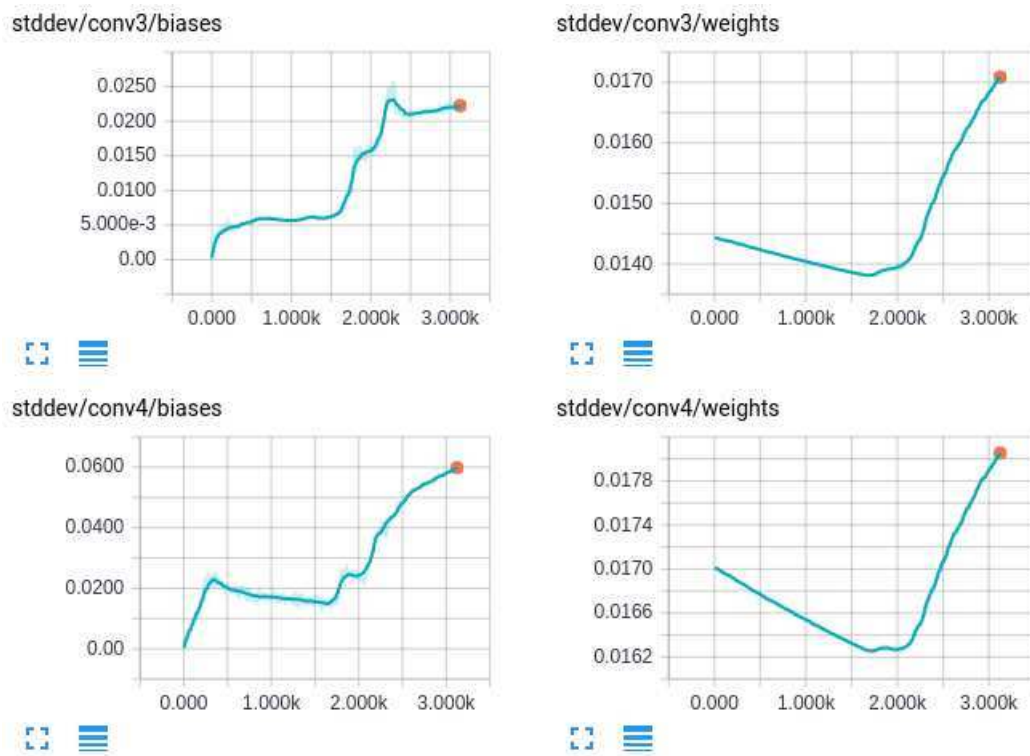 stddev/conv3/biases
0.0250
0.0200
0.0150
0.0100
5.000e-3
0.00
0.000 1.000k 2.000k 3.000k
stddev/conv3/weights
0.0170
0.0160
0.0150
0.0140
0.000 1.000k 2.000k 3.000k
stddev/conv4/biases
0.0600
0.0400
0.0200
0.00
0.000 1.000k 2.000k 3.000k
stddev/conv4/weights
0.0178
0.0174
0.0170
0.0166
0.0162
0.000 1.000k 2.000k 3.000k